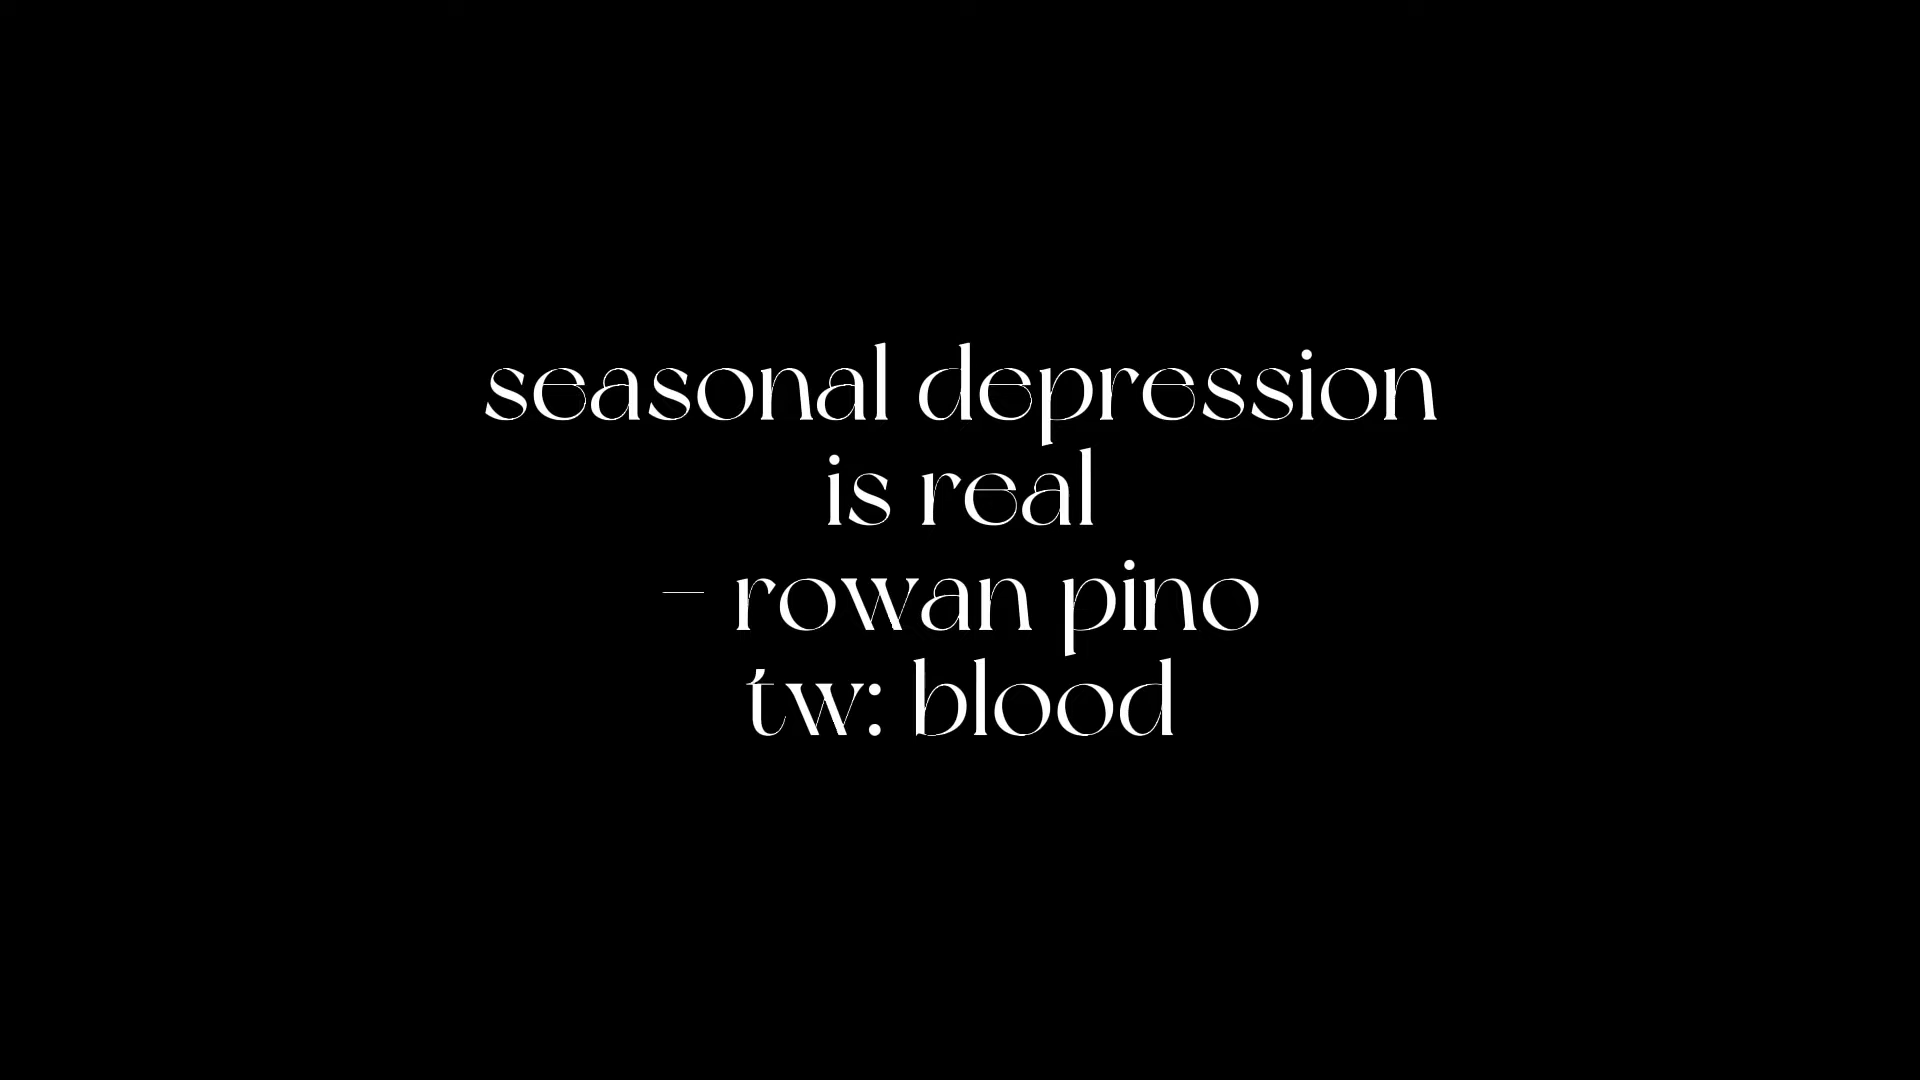 seasonal depression
is real
– rowan pino
tw: blood